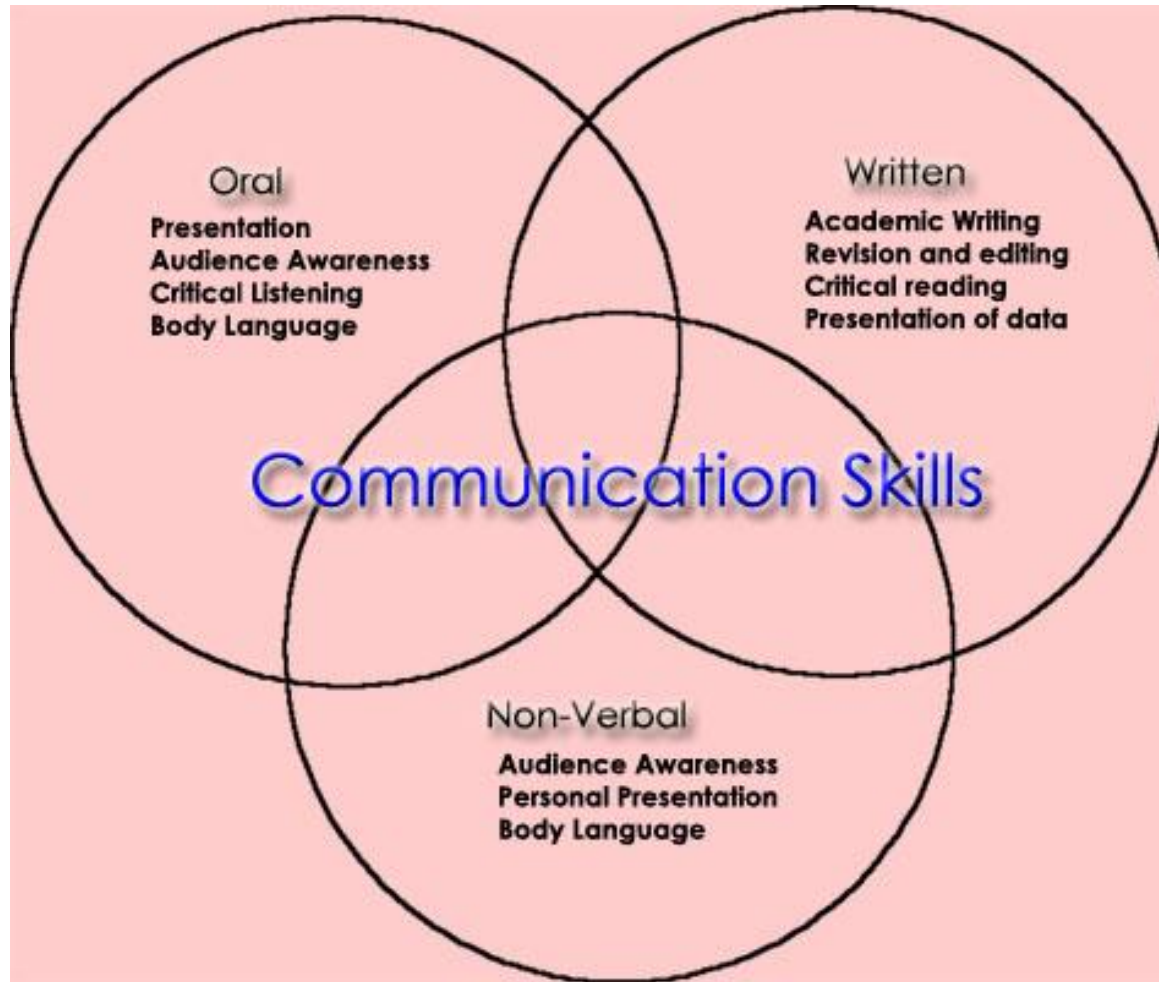 Oral
Presentation
Audience Awareness
Critical Listening
Body Language
Written
Academic Writing
Revision and editing
Critical reading
Presentation of data
Communication Skills
Non-Verbal
Audience Awareness
Personal Presentation
Body Language